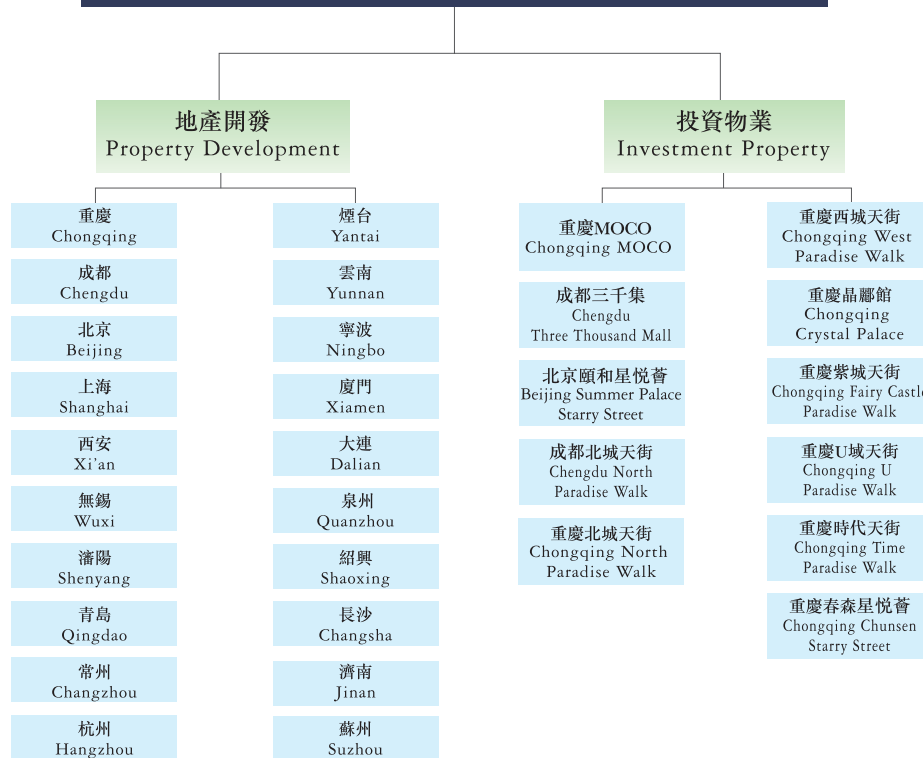 地產開發
Property Development
重慶
Chongqing
成都
Chengdu
北京
Beijing
上海
Shanghai
西安
Xi’an
無錫
Wuxi
瀋陽
Shenyang
青島
Qingdao
常州
Changzhou
杭州
Hangzhou
煙台
Yantai
雲南
Yunnan
寧波
Ningbo
廈門
Xiamen
大連
Dalian
泉州
Quanzhou
紹興
Shaoxing
長沙
Changsha
濟南
Jinan
蘇州
Suzhou
投資物業
Investment Property
重慶MOCO
Chongqing MOCO
成都三千集
Chengdu
Three Thousand Mall
北京頤和星悦薈
Beijing Summer Palace
Starry Street
成都北城天街
Chengdu North
Paradise Walk
重慶北城天街
Chongqing North
Paradise Walk
重慶西城天街
Chongqing West
Paradise Walk
重慶晶酈館
Chongqing
Crystal Palace
重慶紫城天街
Chongqing Fairy Castle
Paradise Walk
重慶U域天街
Chongqing U
Paradise Walk
重慶時代天街
Chongqing Time
Paradise Walk
重慶春森星悦薈
Chongqing Chunsen
Starry Street